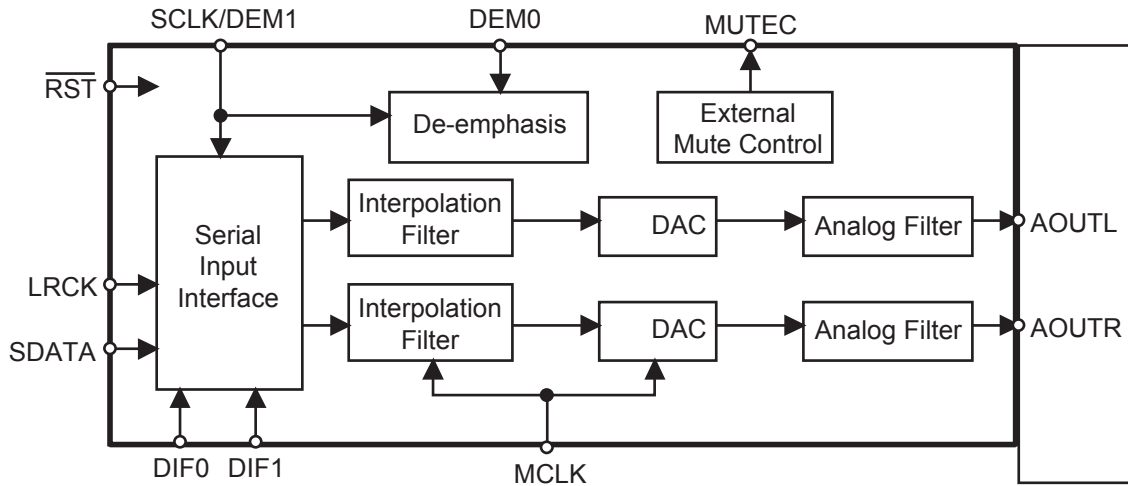 SCLK/DEM1
DEM0
MUTEC
RST
De-emphasis
External
Mute Control
Serial
Input
Interface
Interpolation
Filter
DAC
Analog Filter
AOUTL
LRCK
Interpolation
Filter
DAC
Analog Filter
AOUTR
SDATA
DIF0
DIF1
MCLK